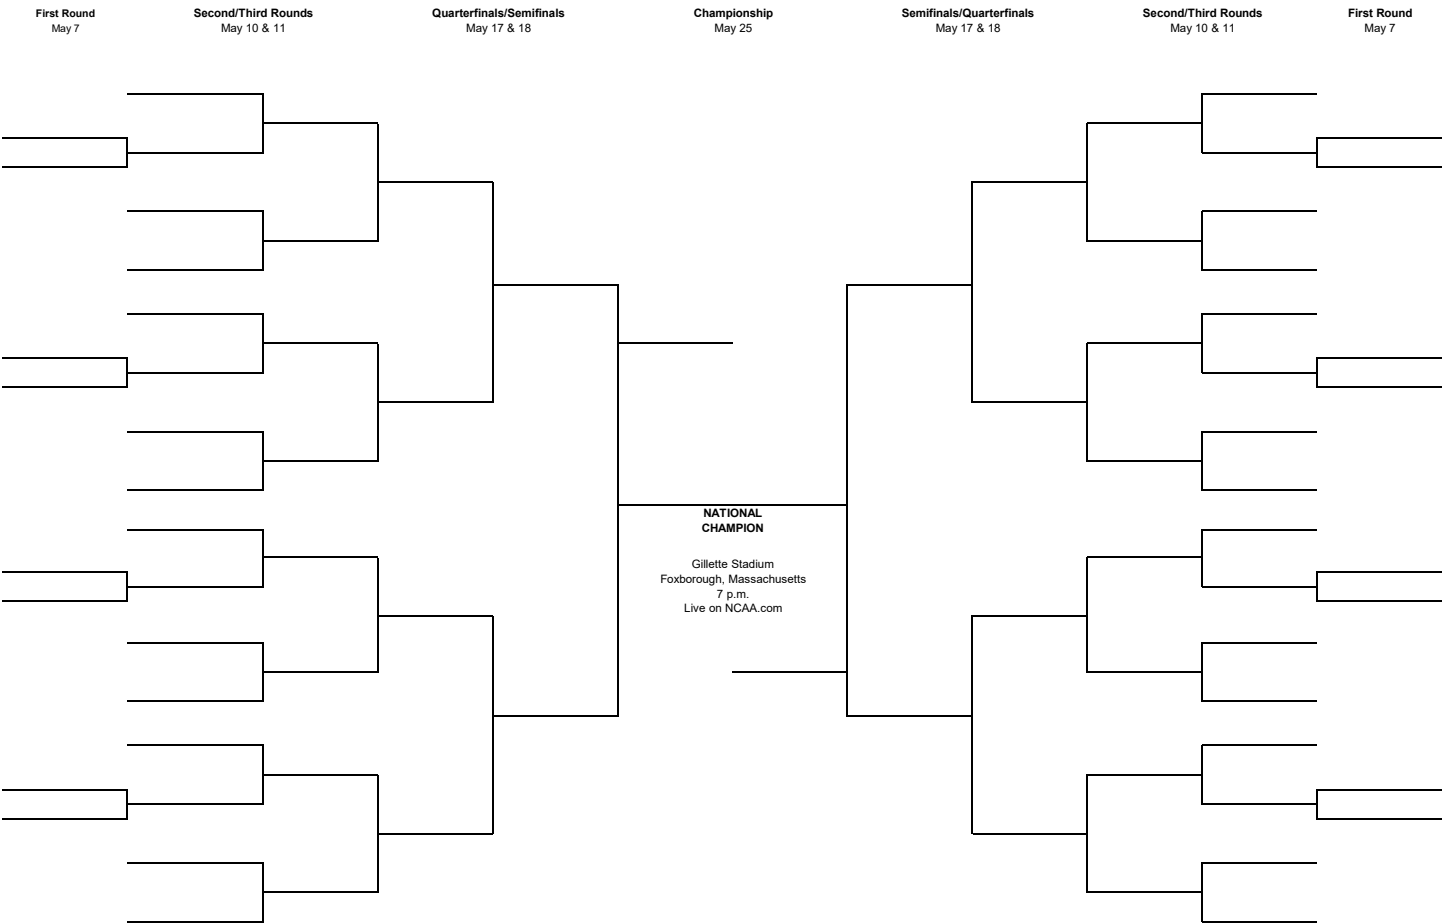 First Round
May 7
Second/Third Rounds
May 10 & 11
Quarterfinals/Semifinals
May 17 & 18
Championship
May 25
Semifinals/Quarterfinals
May 17 & 18
Second/Third Rounds
May 10 & 11
First Round
May 7
NATIONAL
CHAMPION
Gillette Stadium
Foxborough, Massachusetts
7 p.m.
Live on NCAA.com